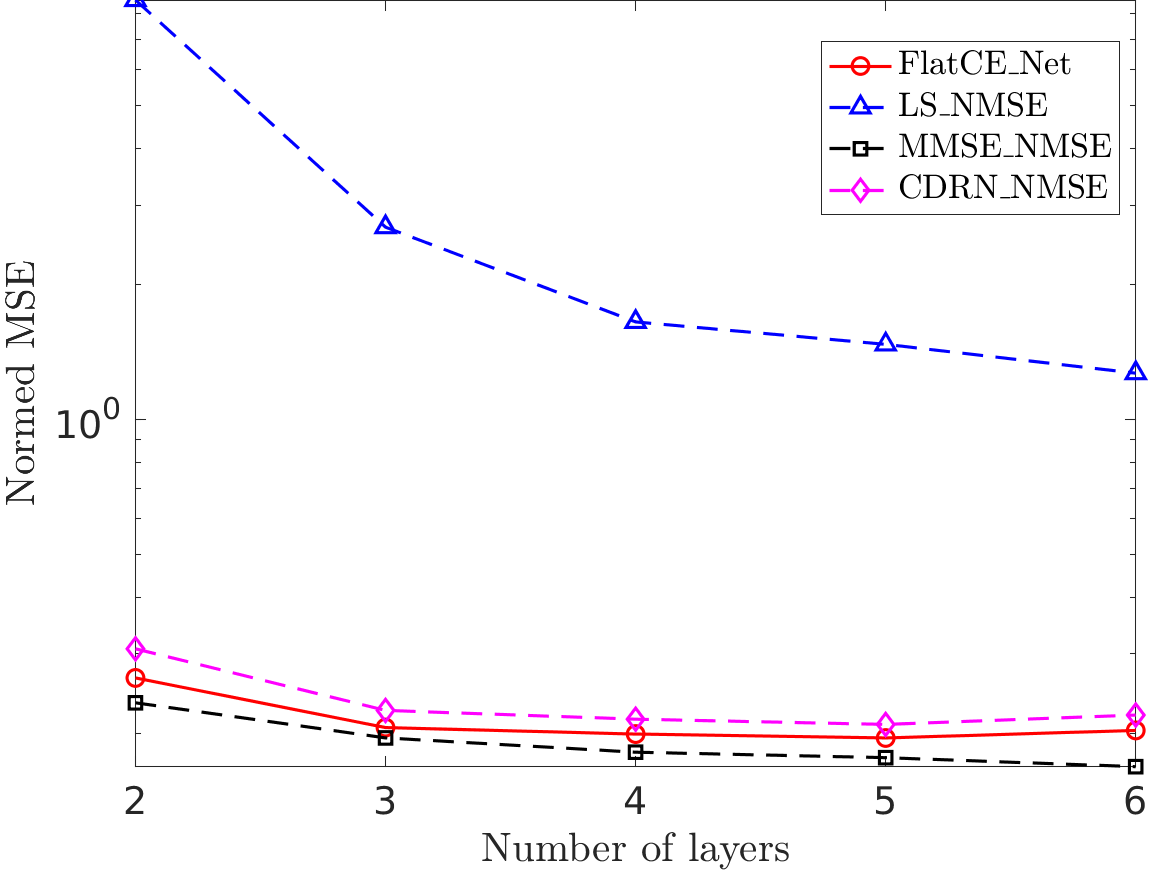 FlatCE_Net
LS_NMSE
MMSE_NMSE
CDRN_NMSE
Normed MSE
10^0
2 3 4 5 6
Number of layers